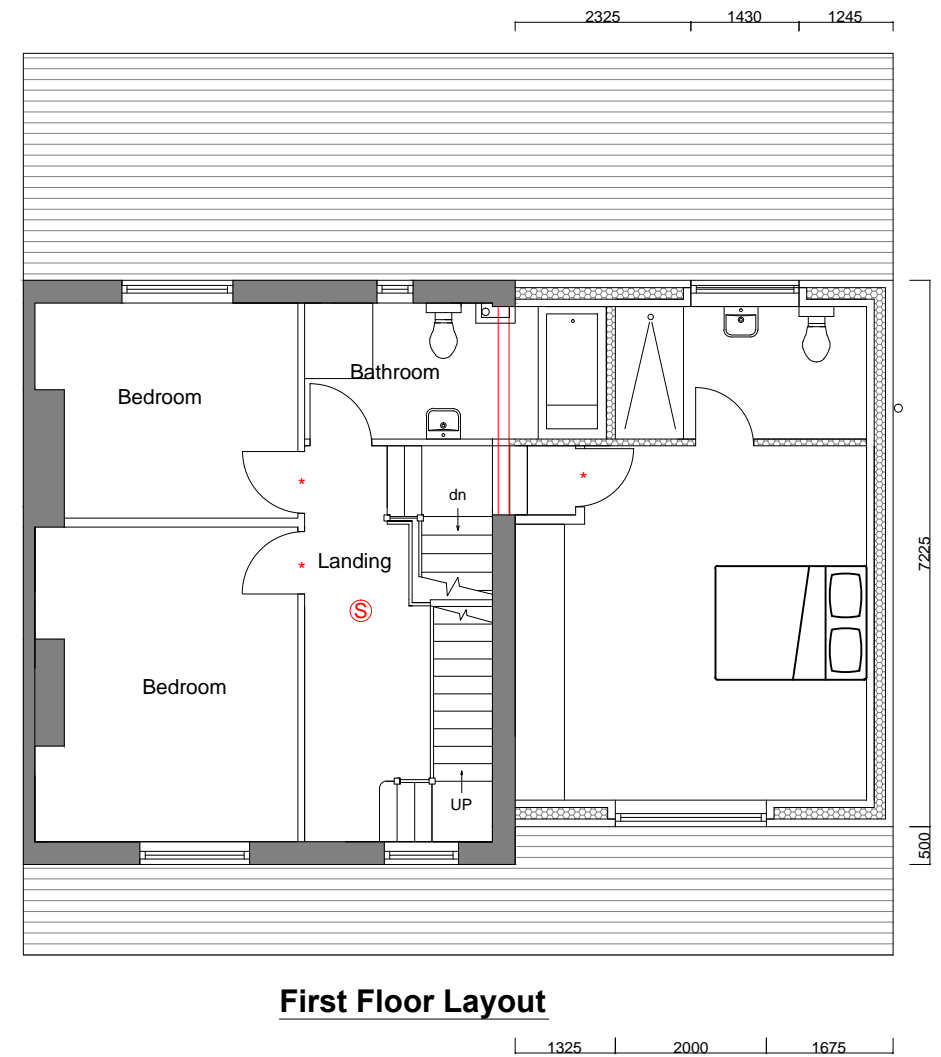 2325 1430 1245
Bathroom
Bedroom
*
*
dn
Landing
*
S
7225
Bedroom
UP
500
First Floor Layout
1325 2000 1675